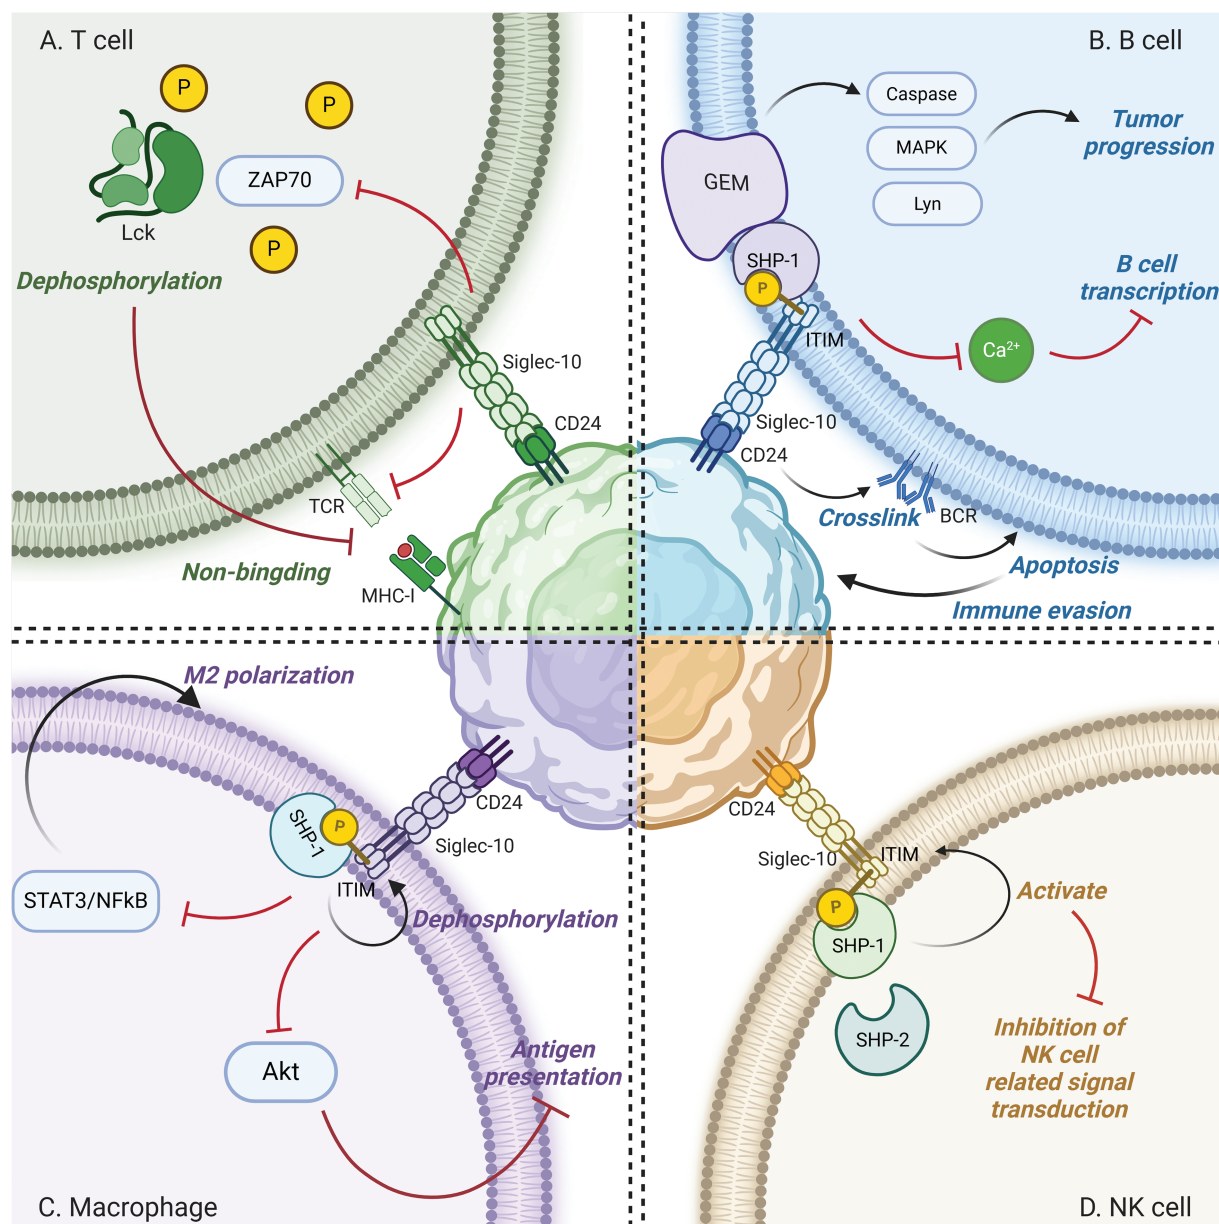 A. T cell
P
P
ZAP70
Lck
P
Dephosphorylation
Siglec-10
CD24
TCR
Non-bingding
MHC-I
B. B cell
Caspase
MAPK
Lyn
Tumor
progression
GEM
SHP-1
P
ITIM
B cell
transcription
Ca²⁺
Siglec-10
CD24
Crosslink
BCR
Apoptosis
Immune evasion
M2 polarization
CD24
SHP-1
P
Siglec-10
ITIM
STAT3/NFkB
Dephosphorylation
Akt
Antigen
presentation
C. Macrophage
CD24
Siglec-10
ITIM
P
SHP-1
Activate
SHP-2
Inhibition of
NK cell
related signal
transduction
D. NK cell